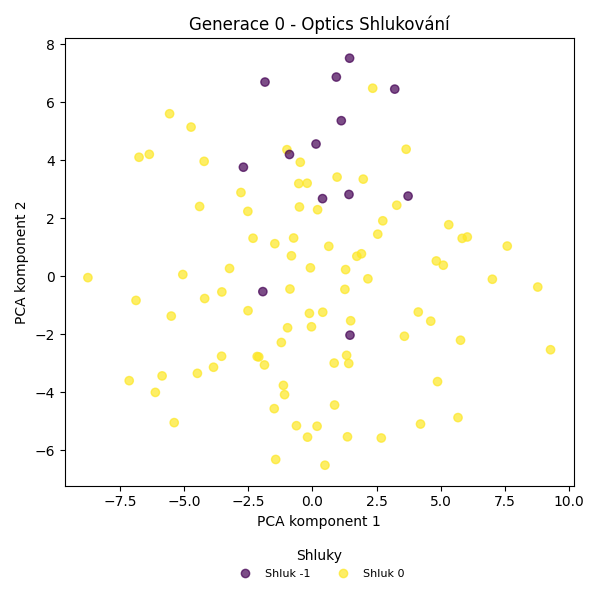 Generace 0 - Optics Shlukování
8
6
4
2
0
−2
−4
−6
PCA komponent 2
−7.5 −5.0 −2.5 0.0 2.5 5.0 7.5 10.0
PCA komponent 1
Shluky
Shluk -1 Shluk 0